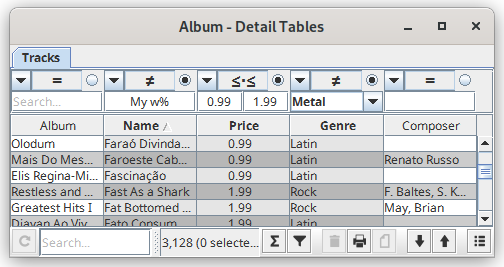 Album - Detail Tables
Tracks
= ≠ ≤·≤ ≠ =
Search... My w% 0.99 1.99 Metal
Album Name Price Genre Composer
Olodum Faraó Divinda... 0.99 Latin
Mais Do Mes... Faroeste Cab... 0.99 Latin Renato Russo
Elis Regina-Mi... Fascinação 0.99 Latin
Restless and ... Fast As a Shark 1.99 Rock F. Baltes, S. K...
Greatest Hits I Fat Bottomed ... 1.99 Rock May, Brian
Djavan Ao Viv... Fato Consum... 0.99 Latin
Search... 3,128 (0 selecte... Σ